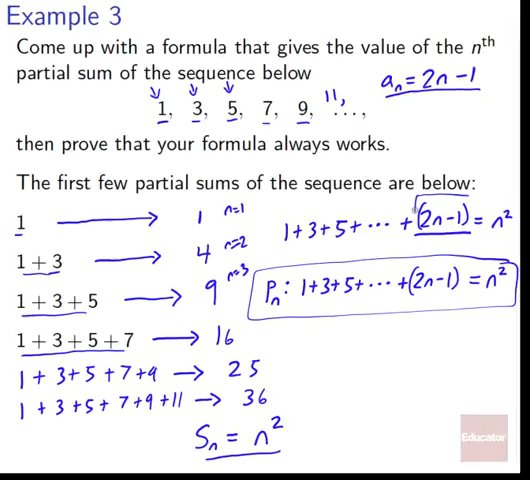 Example 3
Come up with a formula that gives the value of the nth
partial sum of the sequence below
aₙ = 2n − 1
1, 3, 5, 7, 9, 11, ...,
then prove that your formula always works.
The first few partial sums of the sequence are below:
1 → 1 n=1
1 + 3 → 4 n=2
1 + 3 + 5 → 9 n=3
1 + 3 + 5 + 7 → 16
1 + 3 + 5 + 7 + 9 → 25
1 + 3 + 5 + 7 + 9 + 11 → 36
Sₙ = n²
1 + 3 + 5 + ··· + (2n−1) = n²
Pₙ: 1 + 3 + 5 + ··· + (2n−1) = n²
Educator